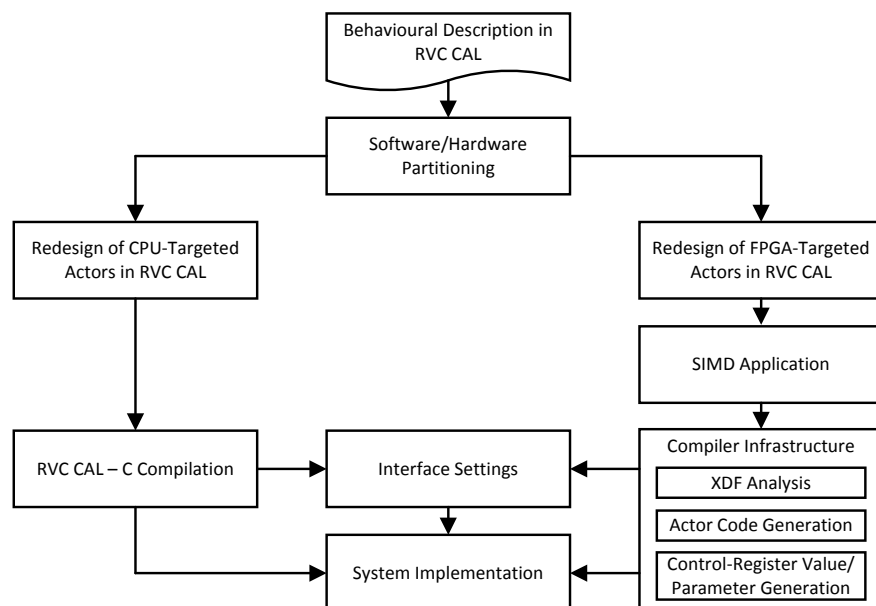 Behavioural Description in
RVC CAL
Software/Hardware
Partitioning
Redesign of CPU-Targeted
Actors in RVC CAL
Redesign of FPGA-Targeted
Actors in RVC CAL
SIMD Application
RVC CAL – C Compilation
Interface Settings
Compiler Infrastructure
XDF Analysis
Actor Code Generation
Control-Register Value/
Parameter Generation
System Implementation